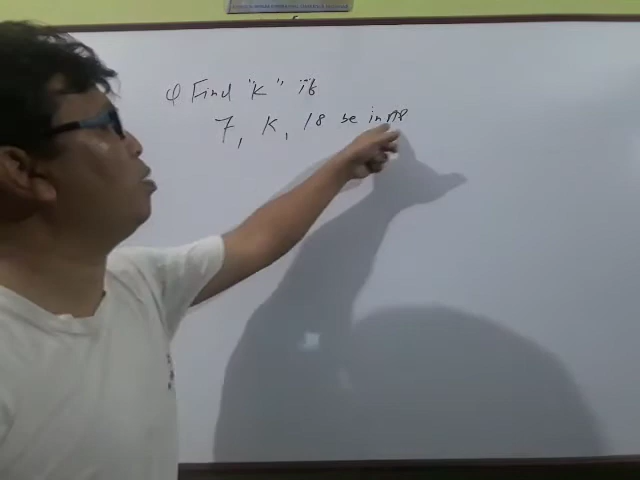 Q Find "K" if
7, K, 18 be in AP